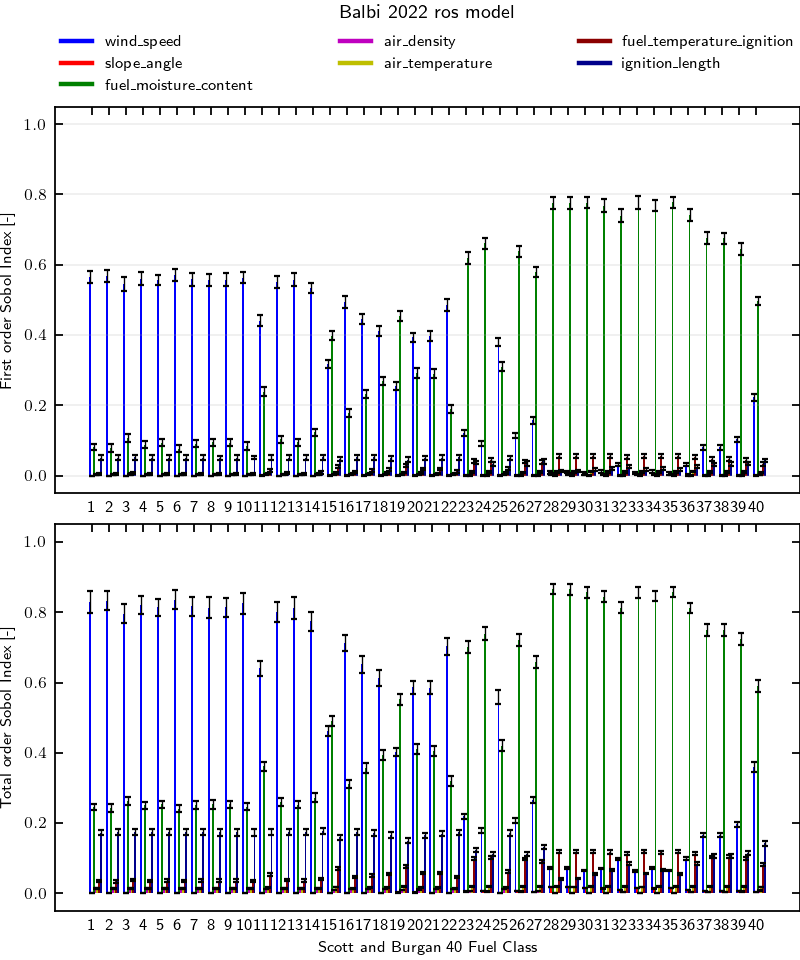 Balbi 2022 ros model
wind_speed air_density fuel_temperature_ignition
slope_angle air_temperature ignition_length
fuel_moisture_content
First order Sobol Index [-]
1.0
0.8
0.6
0.4
0.2
0.0
1 2 3 4 5 6 7 8 9 10 11 12 13 14 15 16 17 18 19 20 21 22 23 24 25 26 27 28 29 30 31 32 33 34 35 36 37 38 39 40
Total order Sobol Index [-]
1.0
0.8
0.6
0.4
0.2
0.0
1 2 3 4 5 6 7 8 9 10 11 12 13 14 15 16 17 18 19 20 21 22 23 24 25 26 27 28 29 30 31 32 33 34 35 36 37 38 39 40
Scott and Burgan 40 Fuel Class